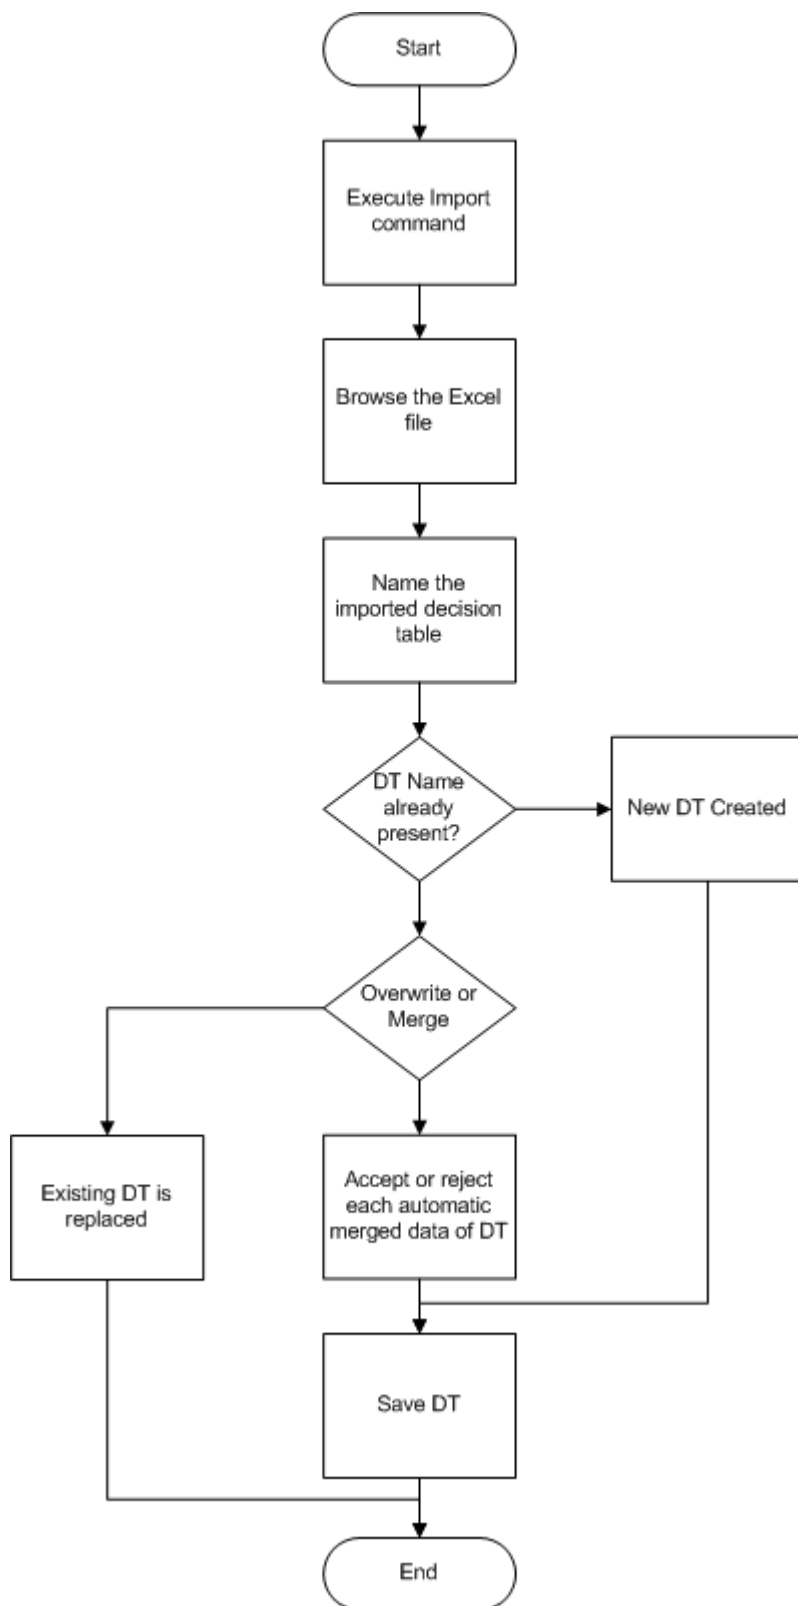 Start
Execute Import
command
Browse the Excel
file
Name the
imported decision
table
DT Name
already
present?
New DT Created
Overwrite or
Merge
Existing DT is
replaced
Accept or reject
each automatic
merged data of DT
Save DT
End